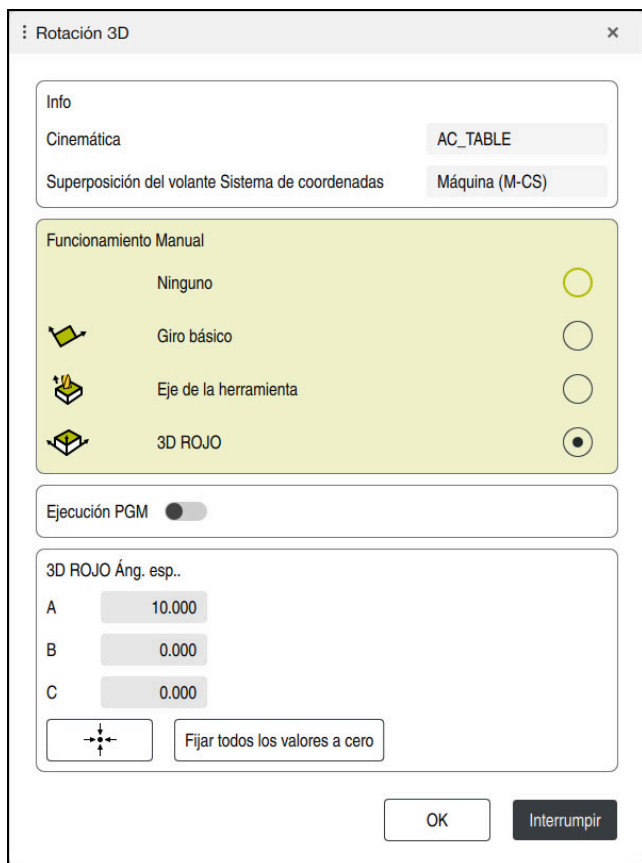 Rotación 3D
Info
Cinemática AC_TABLE
Superposición del volante Sistema de coordenadas Máquina (M-CS)
Funcionamiento Manual
Ninguno
Giro básico
Eje de la herramienta
3D ROJO
Ejecución PGM
3D ROJO Áng. esp..
A 10.000
B 0.000
C 0.000
Fijar todos los valores a cero
OK Interrumpir